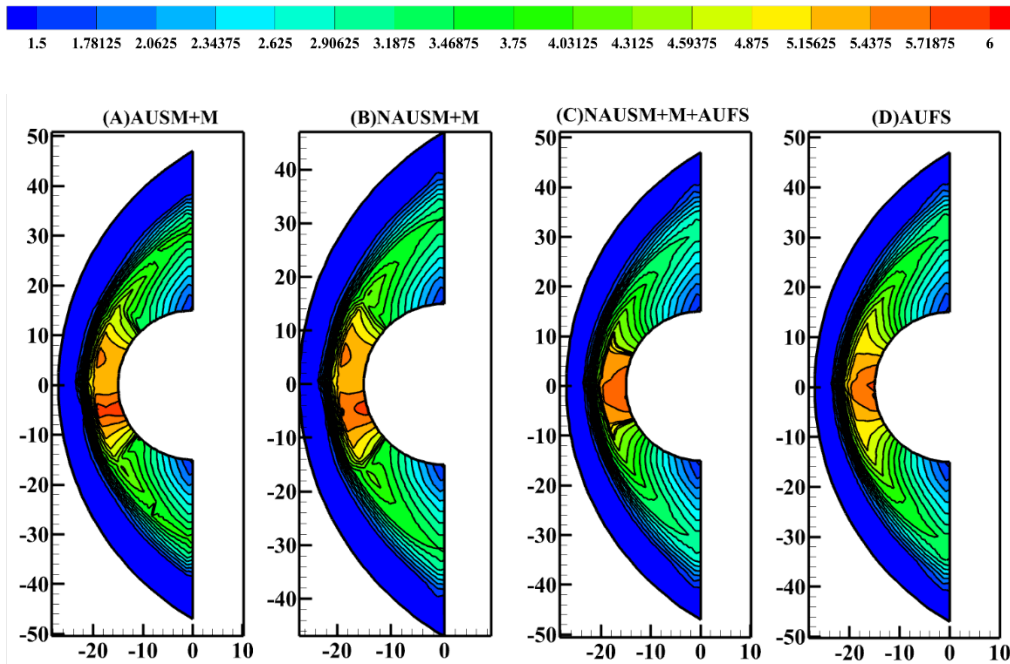 1.5 1.78125 2.0625 2.34375 2.625 2.90625 3.1875 3.46875 3.75 4.03125 4.3125 4.59375 4.875 5.15625 5.4375 5.71875 6
(A)AUSM+M (B)NAUSM+M (C)NAUSM+M+AUFS (D)AUFS
50 50 50
40 40 40 40
30 30 30 30
20 20 20 20
10 10 10 10
0 0 0 0
-10 -10 -10 -10
-20 -20 -20 -20
-30 -30 -30 -30
-40 -40 -40 -40
-50 -50 -50
-20 -10 0 10 -20 -10 0 -20 -10 0 10 -20 -10 0 10